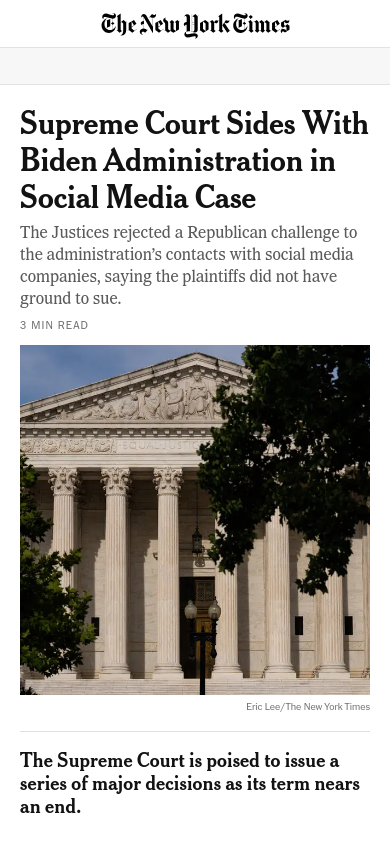 The New York Times
Supreme Court Sides With
Biden Administration in
Social Media Case
The Justices rejected a Republican challenge to
the administration’s contacts with social media
companies, saying the plaintiffs did not have
ground to sue.
3 MIN READ
Eric Lee/The New York Times
The Supreme Court is poised to issue a
series of major decisions as its term nears
an end.